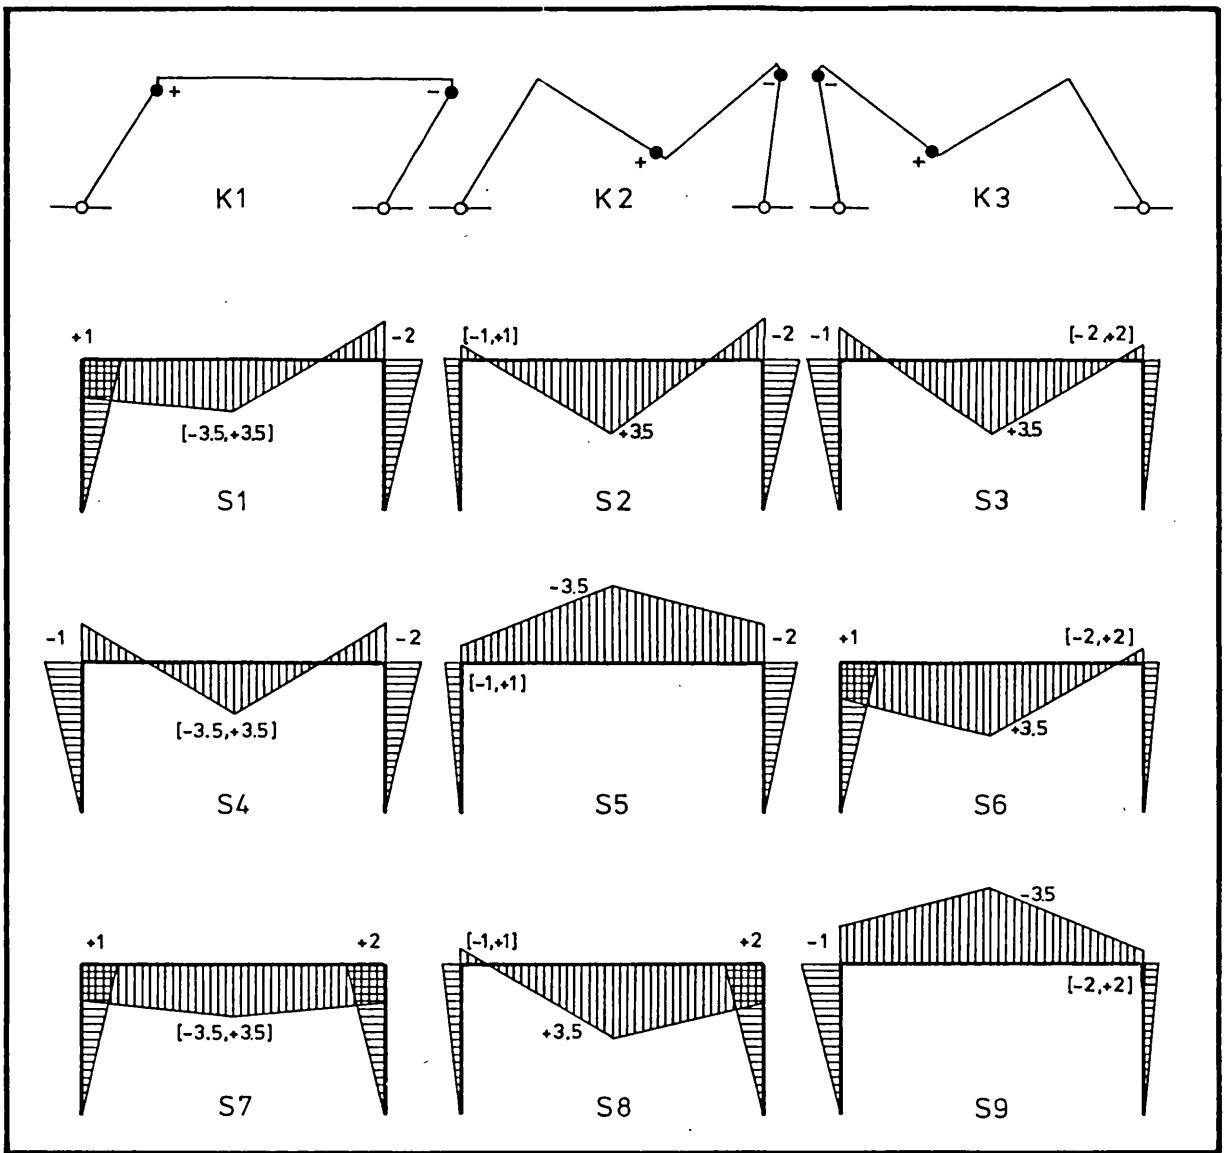 + - - + - +
K1 K2 K3
+1 -2 [-1,+1] -2 -1 [-2,+2]
[-3.5,+3.5] +3.5 +3.5
S1 S2 S3
-3.5
-1 -2 -2 +1 [-2,+2]
[-1,+1]
[-3.5,+3.5] +3.5
S4 S5 S6
-3.5
+1 +2 [-1,+1] +2 -1
[-2,+2]
[-3.5,+3.5] +3.5
S7 S8 S9